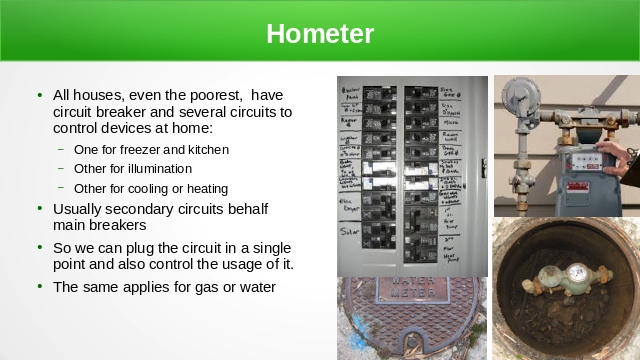 Hometer
All houses, even the poorest, have
circuit breaker and several circuits to
control devices at home:
One for freezer and kitchen
Other for illumination
Other for cooling or heating
Usually secondary circuits behalf
main breakers
So we can plug the circuit in a single
point and also control the usage of it.
The same applies for gas or water
Solar
WATER
METER